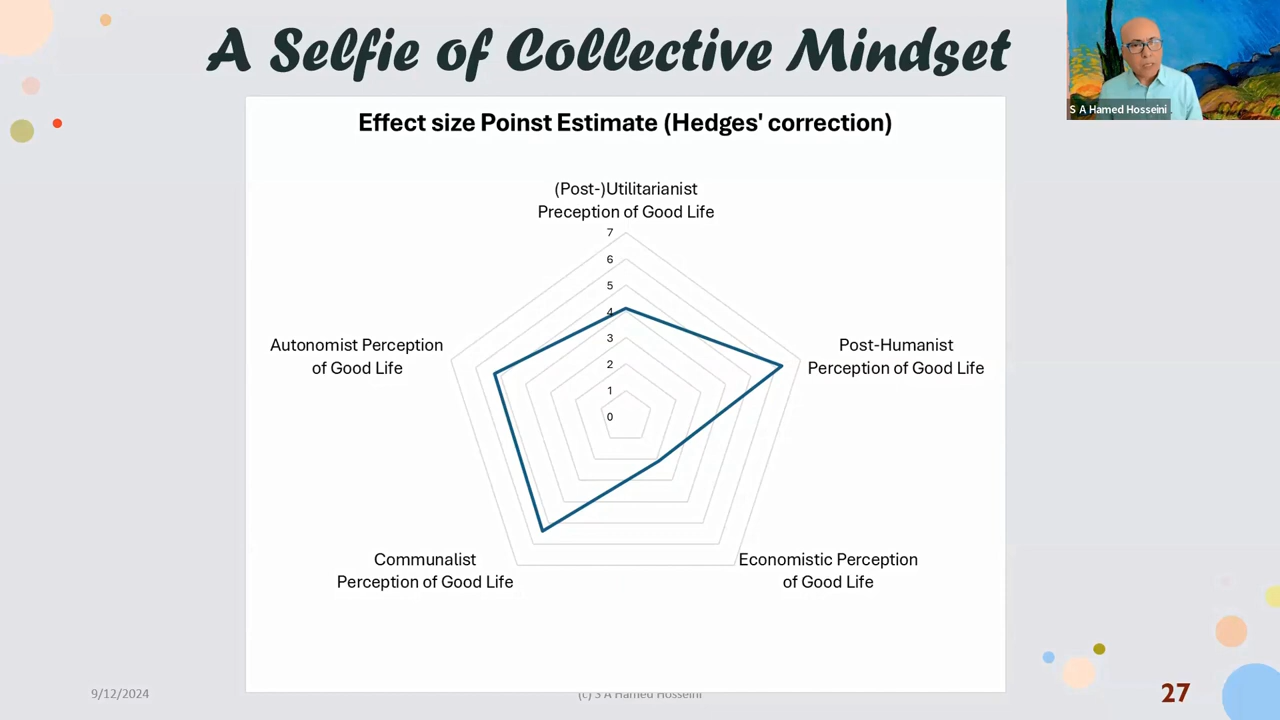 A Selfie of Collective Mindset
S A Hamed Hosseini
Effect size Poinst Estimate (Hedges' correction)
(Post-)Utilitarianist
Preception of Good Life
7
6
5
4
3
2
1
0
Autonomist Perception
of Good Life
Post-Humanist
Perception of Good Life
Communalist
Perception of Good Life
Economistic Perception
of Good Life
9/12/2024
(c) S A Hamed Hosseini
27